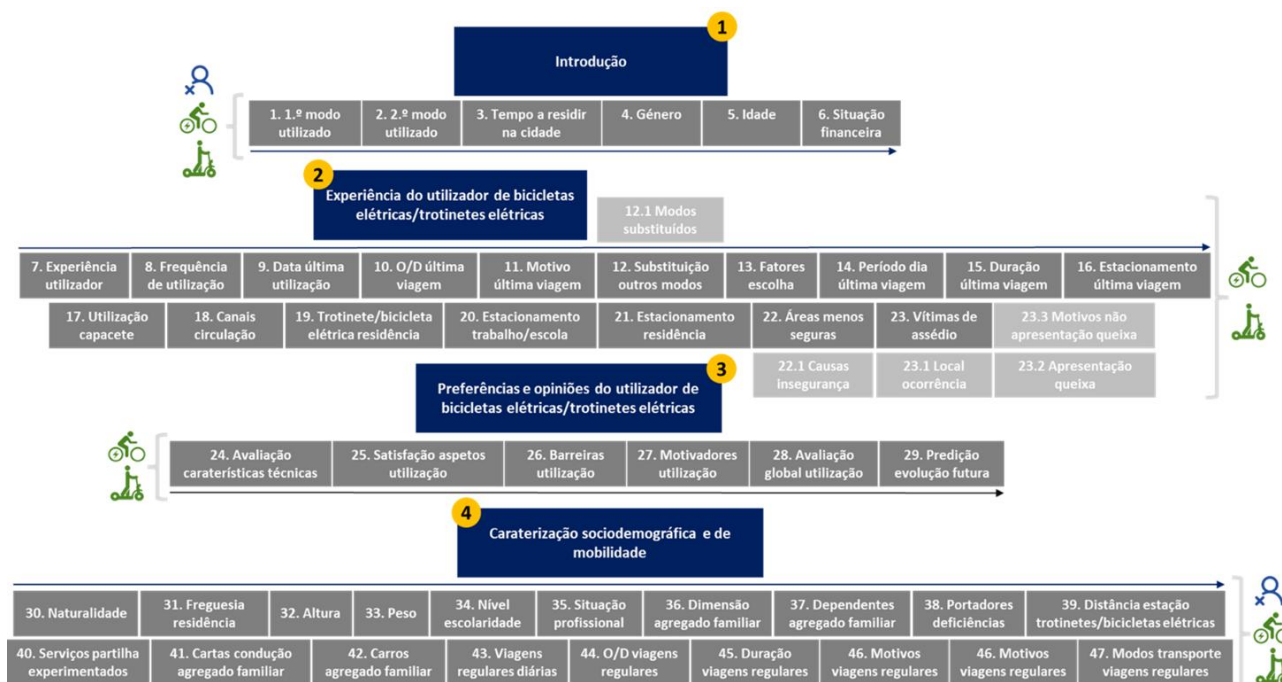 1
Introdução
1. 1.º modo
utilizado
2. 2.º modo
utilizado
3. Tempo a residir
na cidade
4. Género
5. Idade
6. Situação
financeira
2
Experiência do utilizador de bicicletas
elétricas/trotinetes elétricas
12.1 Modos
substituídos
7. Experiência
utilizador
8. Frequência
de utilização
9. Data última
utilização
10. O/D última
viagem
11. Motivo
última viagem
12. Substituição
outros modos
13. Fatores
escolha
14. Período dia
última viagem
15. Duração
última viagem
16. Estacionamento
última viagem
17. Utilização
capacete
18. Canais
circulação
19. Trotinete/bicicleta
elétrica residência
20. Estacionamento
trabalho/escola
21. Estacionamento
residência
22. Áreas menos
seguras
23. Vítimas de
assédio
23.3 Motivos não
apresentação queixa
22.1 Causas
insegurança
23.1 Local
ocorrência
23.2 Apresentação
queixa
3
Preferências e opiniões do utilizador de
bicicletas elétricas/trotinetes elétricas
24. Avaliação
caraterísticas técnicas
25. Satisfação aspetos
utilização
26. Barreiras
utilização
27. Motivadores
utilização
28. Avaliação
global utilização
29. Predição
evolução futura
4
Caraterização sociodemográfica e de
mobilidade
30. Naturalidade
31. Freguesia
residência
32. Altura
33. Peso
34. Nível
escolaridade
35. Situação
profissional
36. Dimensão
agregado familiar
37. Dependentes
agregado familiar
38. Portadores
deficiências
39. Distância estação
trotinetes/bicicletas elétricas
40. Serviços partilha
experimentados
41. Cartas condução
agregado familiar
42. Carros
agregado familiar
43. Viagens
regulares diárias
44. O/D viagens
regulares
45. Duração
viagens regulares
46. Motivos
viagens regulares
46. Motivos
viagens regulares
47. Modos transporte
viagens regulares